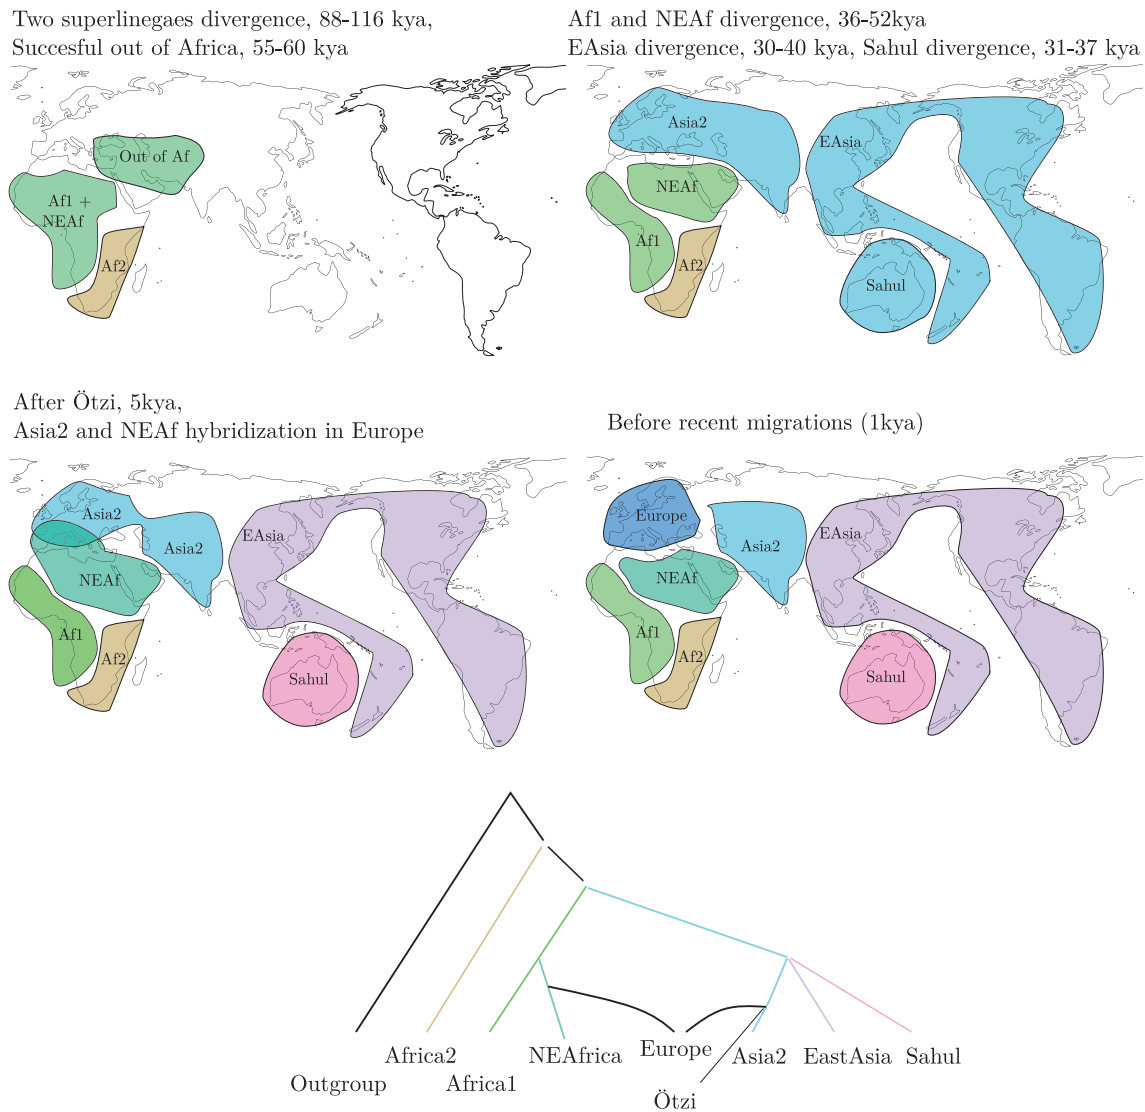 Two superlinegaes divergence, 88-116 kya,
Succesful out of Africa, 55-60 kya
Out of Af
Af1 +
NEAf
Af2
Af1 and NEAf divergence, 36-52kya
EAsia divergence, 30-40 kya, Sahul divergence, 31-37 kya
Asia2
EAsia
NEAf
Af1
Af2
Sahul
After Ötzi, 5kya,
Asia2 and NEAf hybridization in Europe
Asia2
Asia2
EAsia
NEAf
Af1
Af2
Sahul
Before recent migrations (1kya)
Europe
Asia2
EAsia
NEAf
Af1
Af2
Sahul
Outgroup
Africa2
Africa1
NEAfrica
Europe
Ötzi
Asia2
EastAsia
Sahul